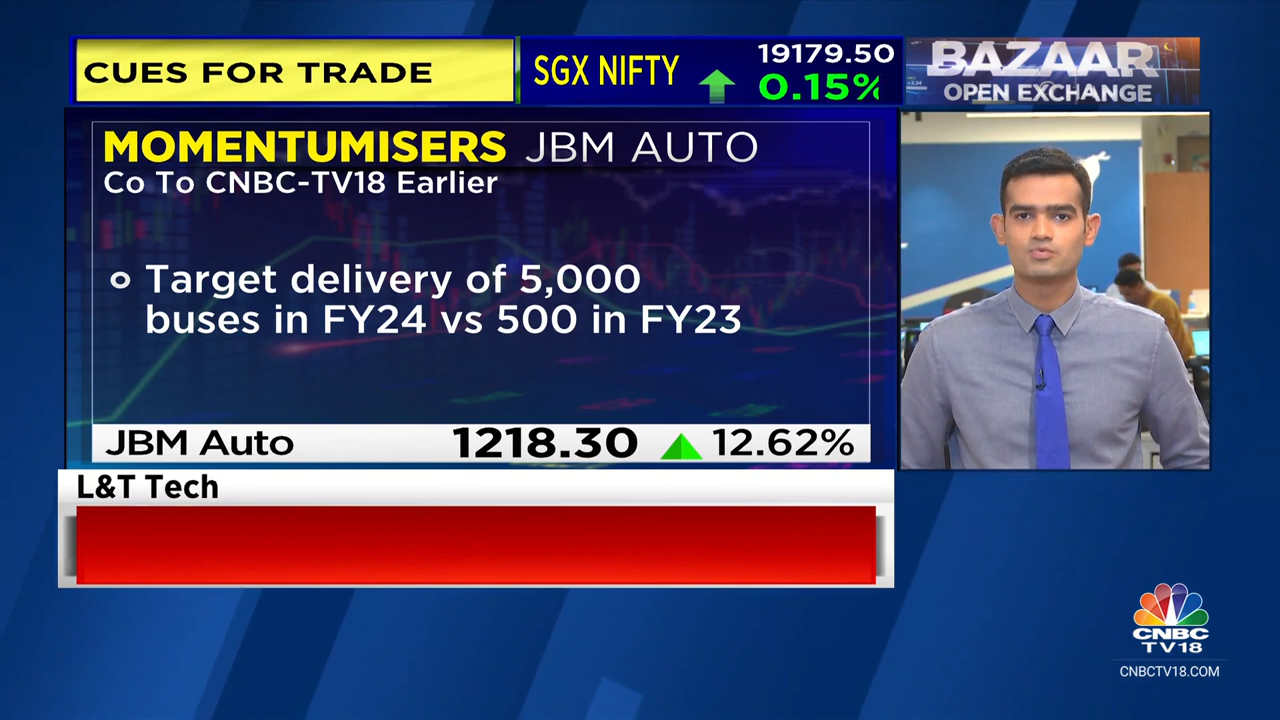 CUES FOR TRADE
SGX NIFTY
19179.50
0.15%
BAZAAR
OPEN EXCHANGE
MOMENTUMISERS JBM AUTO
Co To CNBC-TV18 Earlier
Target delivery of 5,000
buses in FY24 vs 500 in FY23
JBM Auto 1218.30 12.62%
L&T Tech
CNBC
TV18
CNBCTV18.COM